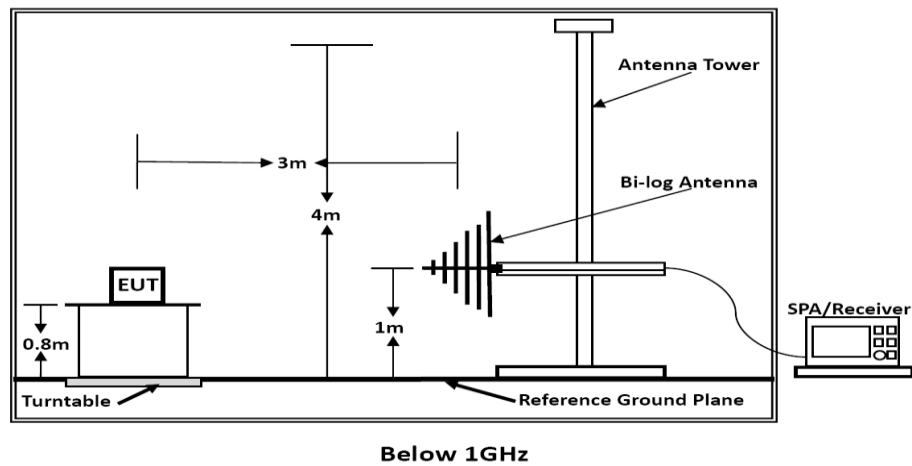 Antenna Tower
3m
Bi-log Antenna
4m
EUT
1m
SPA/Receiver
0.8m
Turntable
Reference Ground Plane
Below 1GHz